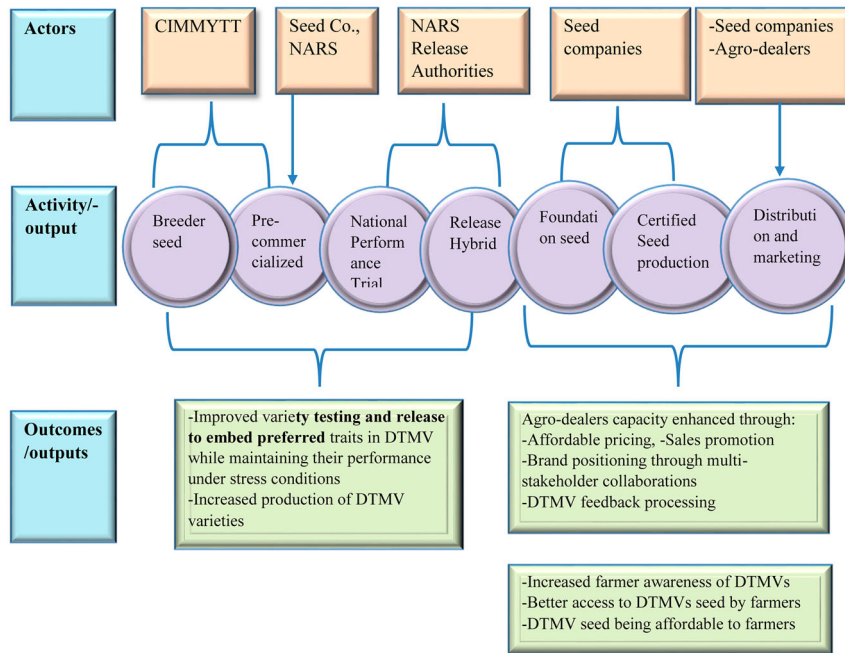 Actors
CIMMYTT
Seed Co.,
NARS
NARS
Release
Authorities
Seed
companies
-Seed companies
-Agro-dealers
Activity/-
output
Breeder
seed
Pre-
commer
cialized
National
Perform
ance
Trial
Release
Hybrid
Foundati
on seed
Certified
Seed
production
Distributi
on and
marketing
Outcomes
/outputs
-Improved variety testing and release
to embed preferred traits in DTMV
while maintaining their performance
under stress conditions
-Increased production of DTMV
varieties
Agro-dealers capacity enhanced through:
-Affordable pricing, -Sales promotion
-Brand positioning through multi-
stakeholder collaborations
-DTMV feedback processing
-Increased farmer awareness of DTMVs
-Better access to DTMVs seed by farmers
-DTMV seed being affordable to farmers